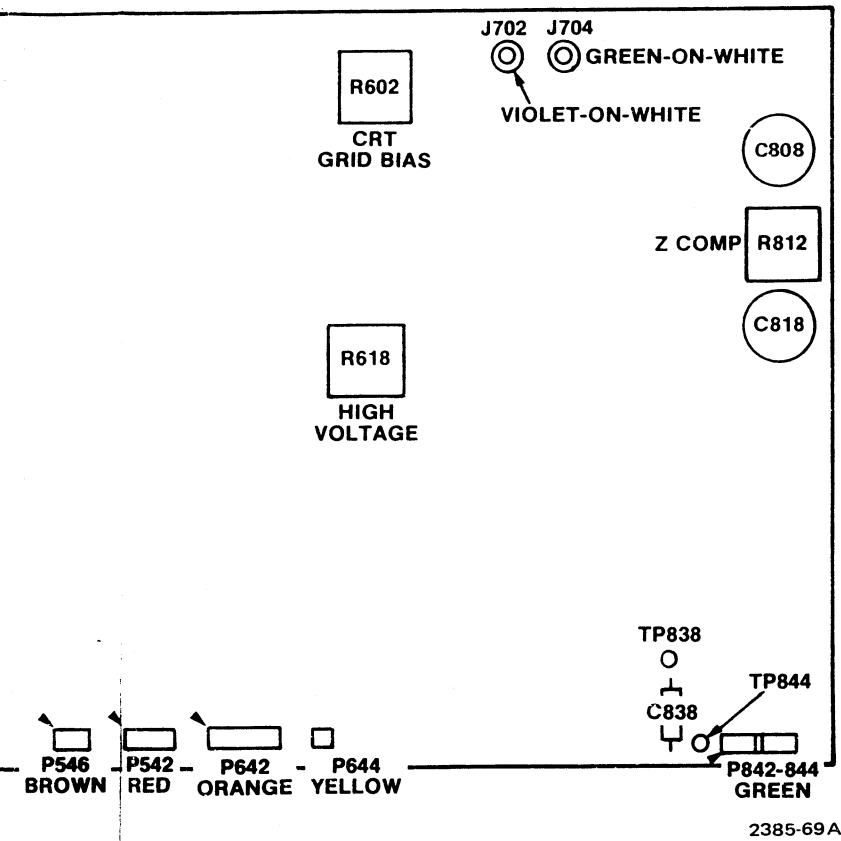 J702 J704
GREEN-ON-WHITE
VIOLET-ON-WHITE
R602
CRT
GRID BIAS
C808
Z COMP R812
C818
R618
HIGH
VOLTAGE
TP838
TP844
C838
P546
BROWN
P542
RED
P642
ORANGE
P644
YELLOW
P842-844
GREEN
2385-69A